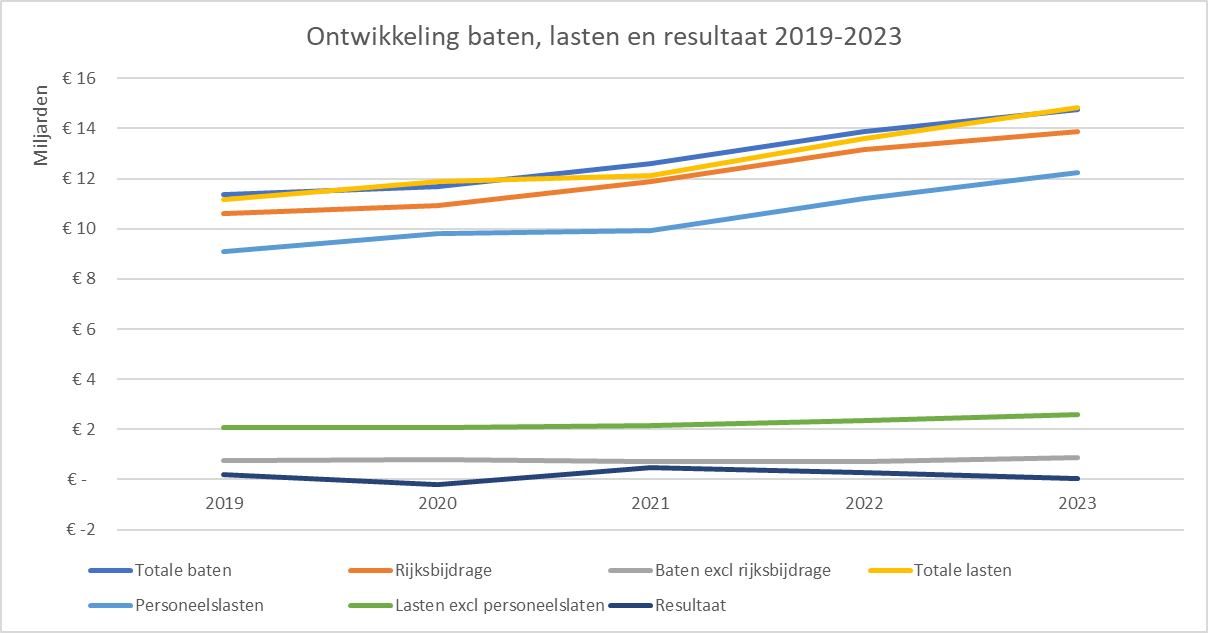 Ontwikkeling baten, lasten en resultaat 2019-2023
Miljarden
€ 16
€ 14
€ 12
€ 10
€ 8
€ 6
€ 4
€ 2
€ -
€ -2
2019 2020 2021 2022 2023
Totale baten Rijksbijdrage Baten excl rijksbijdrage Totale lasten
Personeelslasten Lasten excl personeelslaten Resultaat